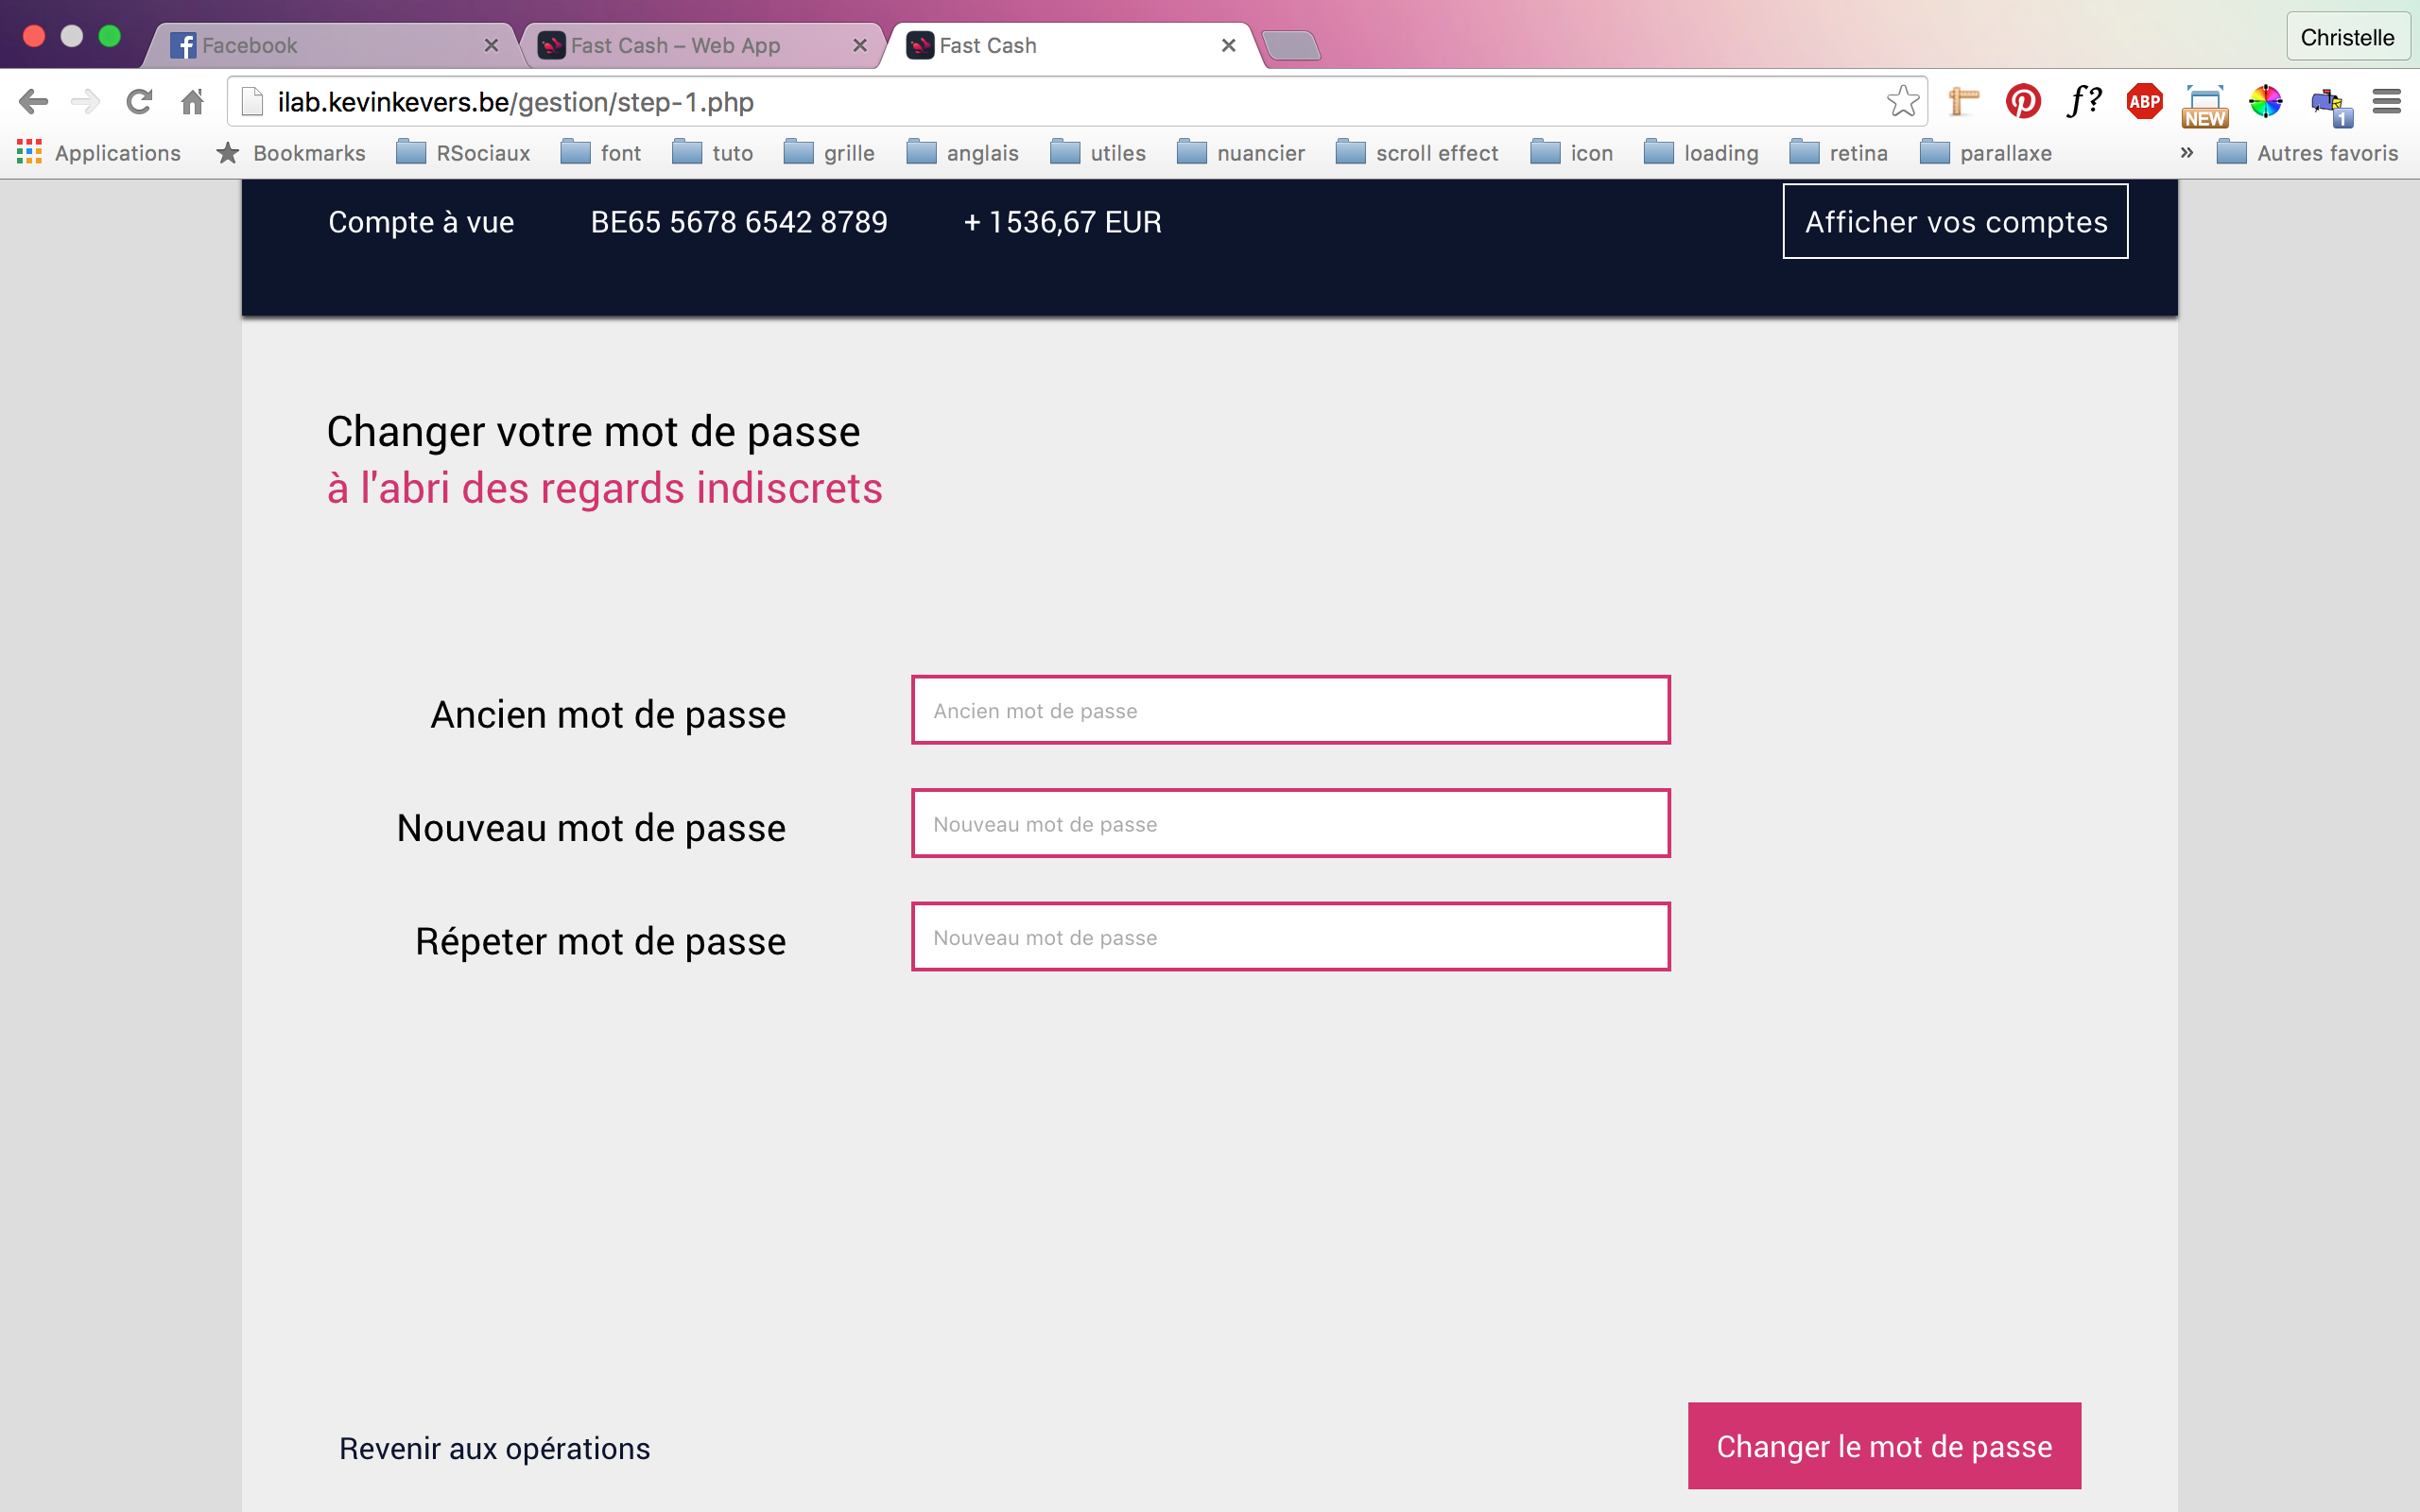 Facebook
Fast Cash – Web App
Fast Cash
Christelle
ilab.kevinkevers.be/gestion/step-1.php
f?
ABP
NEW
1
Applications
Bookmarks
RSociaux
font
tuto
grille
anglais
utiles
nuancier
scroll effect
icon
loading
retina
parallaxe
»
Autres favoris
Compte à vue BE65 5678 6542 8789 + 1536,67 EUR
Afficher vos comptes
Changer votre mot de passe
à l'abri des regards indiscrets
Ancien mot de passe
Ancien mot de passe
Nouveau mot de passe
Nouveau mot de passe
Répeter mot de passe
Nouveau mot de passe
Revenir aux opérations
Changer le mot de passe